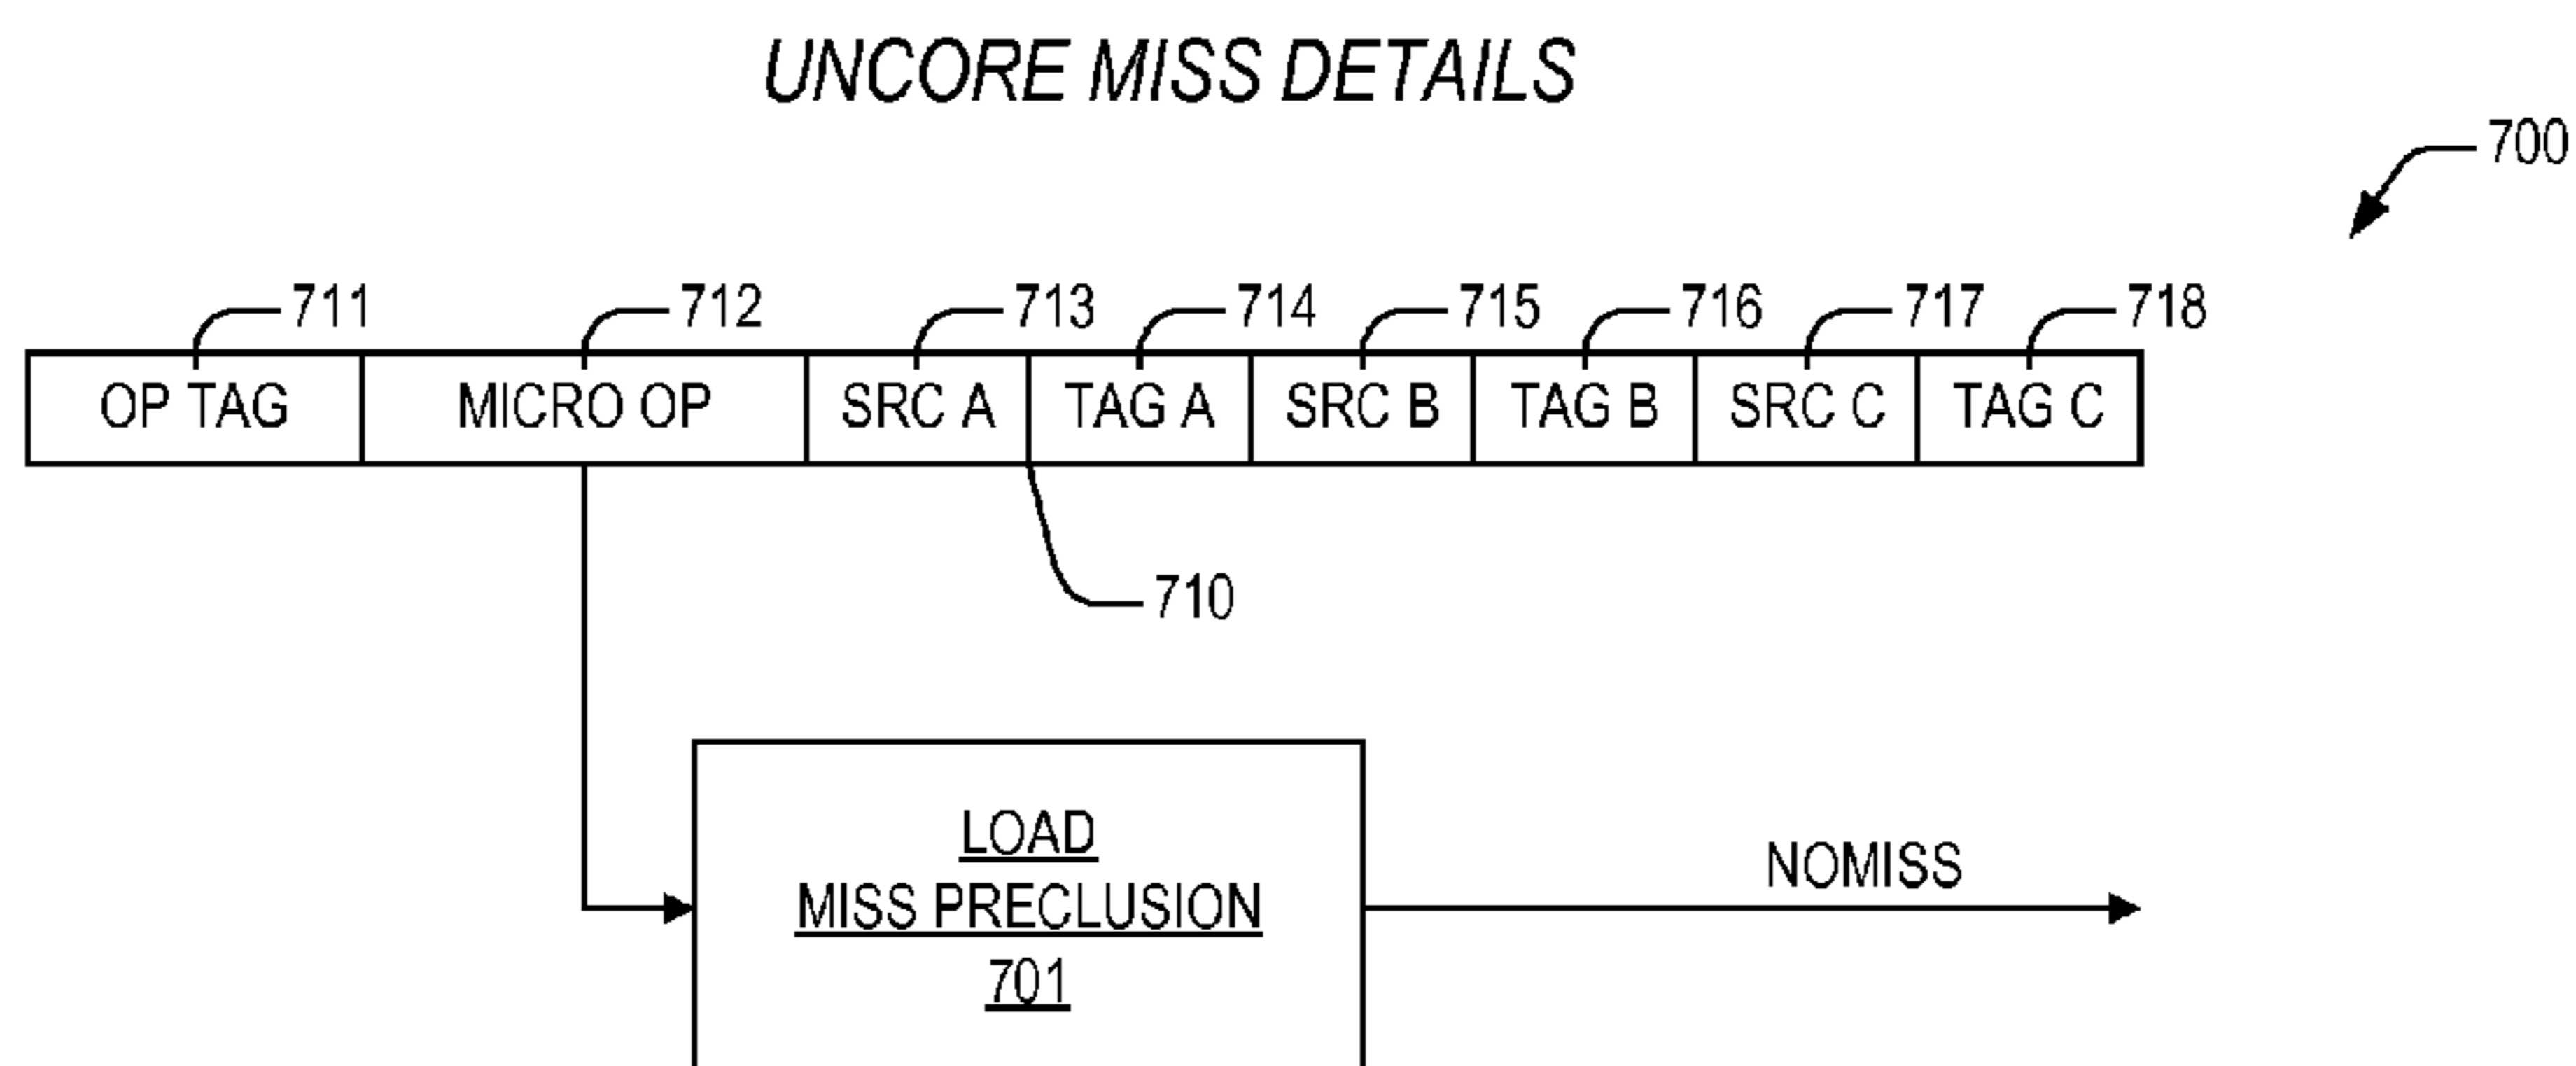 UNCORE MISS DETAILS
700
711 712 713 714 715 716 717 718
OP TAG MICRO OP SRC A TAG A SRC B TAG B SRC C TAG C
710
LOAD
MISS PRECLUSION
701
NOMISS